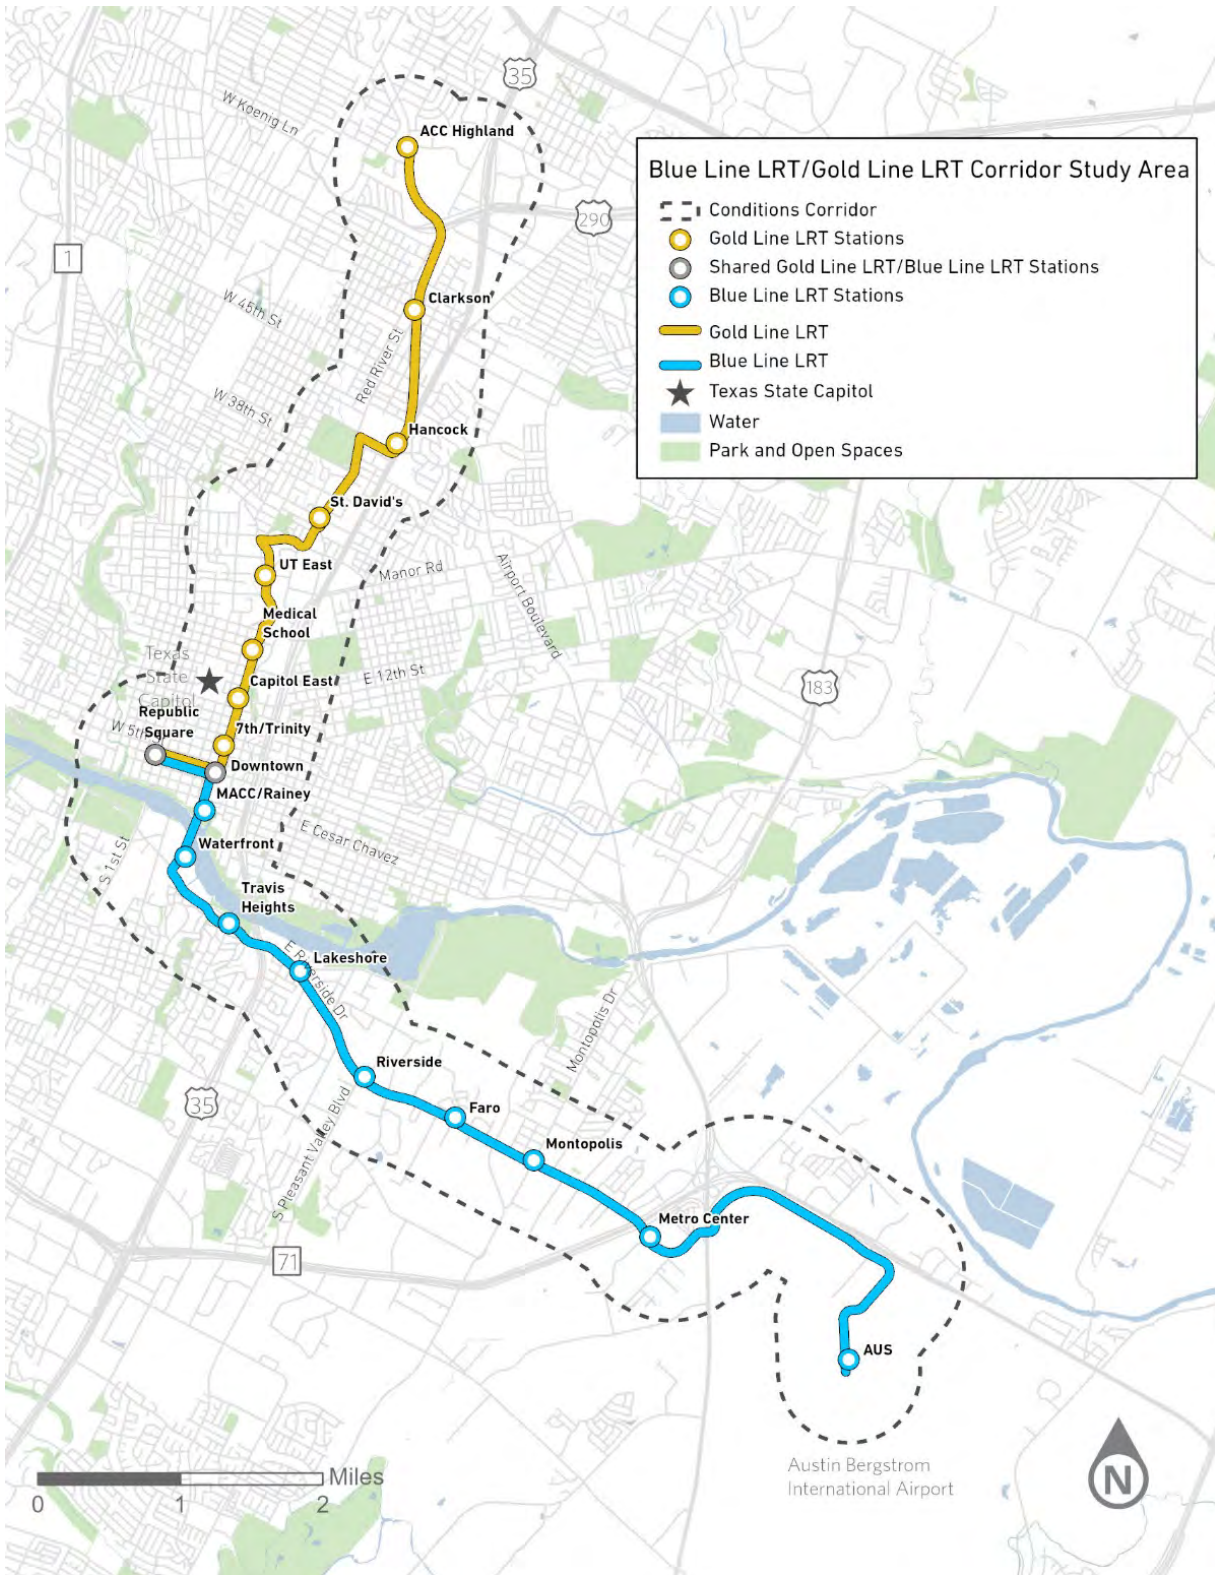 35
ACC Highland
W Koenig Ln
Blue Line LRT/Gold Line LRT Corridor Study Area
Conditions Corridor
Gold Line LRT Stations
Shared Gold Line LRT/Blue Line LRT Stations
Blue Line LRT Stations
Gold Line LRT
Blue Line LRT
Texas State Capitol
Water
Park and Open Spaces
290
1
W 45th St
Clarkson
Red River St
W 38th St
Hancock
St. David's
UT East
Manor Rd
Airport Boulevard
Medical
School
Texas
State
Capitol
E 12th St
Capitol East
183
Republic
Square
W 5th
7th/Trinity
Downtown
MACC/Rainey
E Cesar Chavez
S 1st St
Waterfront
Travis
Heights
E Riverside Dr
Lakeshore
Montopolis Dr
Riverside
35
S Pleasant Valley Blvd
Faro
Montopolis
Metro Center
71
AUS
Austin Bergstrom
International Airport
N
Miles
0 1 2